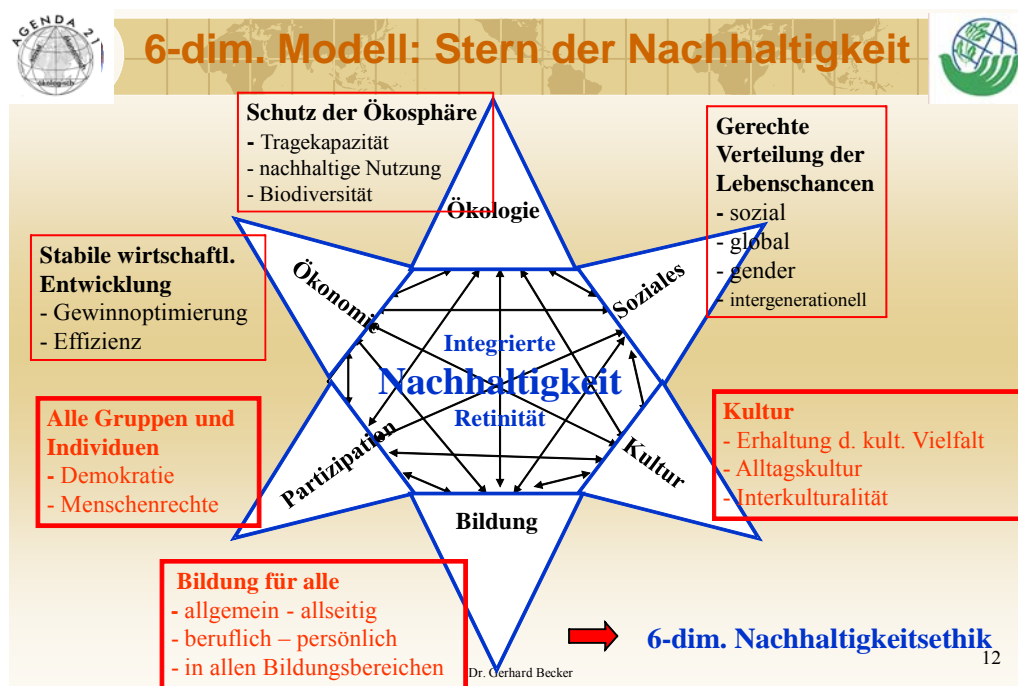 AGENDA 21
ökologisch
6-dim. Modell: Stern der Nachhaltigkeit
Schutz der Ökosphäre
- Tragekapazität
- nachhaltige Nutzung
- Biodiversität
Gerechte
Verteilung der
Lebenschancen
- sozial
- global
- gender
- intergenerationell
Stabile wirtschaftl.
Entwicklung
- Gewinnoptimierung
- Effizienz
Ökologie
Ökonomie
Soziales
Integrierte
Nachhaltigkeit
Retinität
Alle Gruppen und
Individuen
- Demokratie
- Menschenrechte
Partizipation
Kultur
Bildung
Kultur
- Erhaltung d. kult. Vielfalt
- Alltagskultur
- Interkulturalität
Bildung für alle
- allgemein - allseitig
- beruflich – persönlich
- in allen Bildungsbereichen
6-dim. Nachhaltigkeitsethik
Dr. Gerhard Becker
12